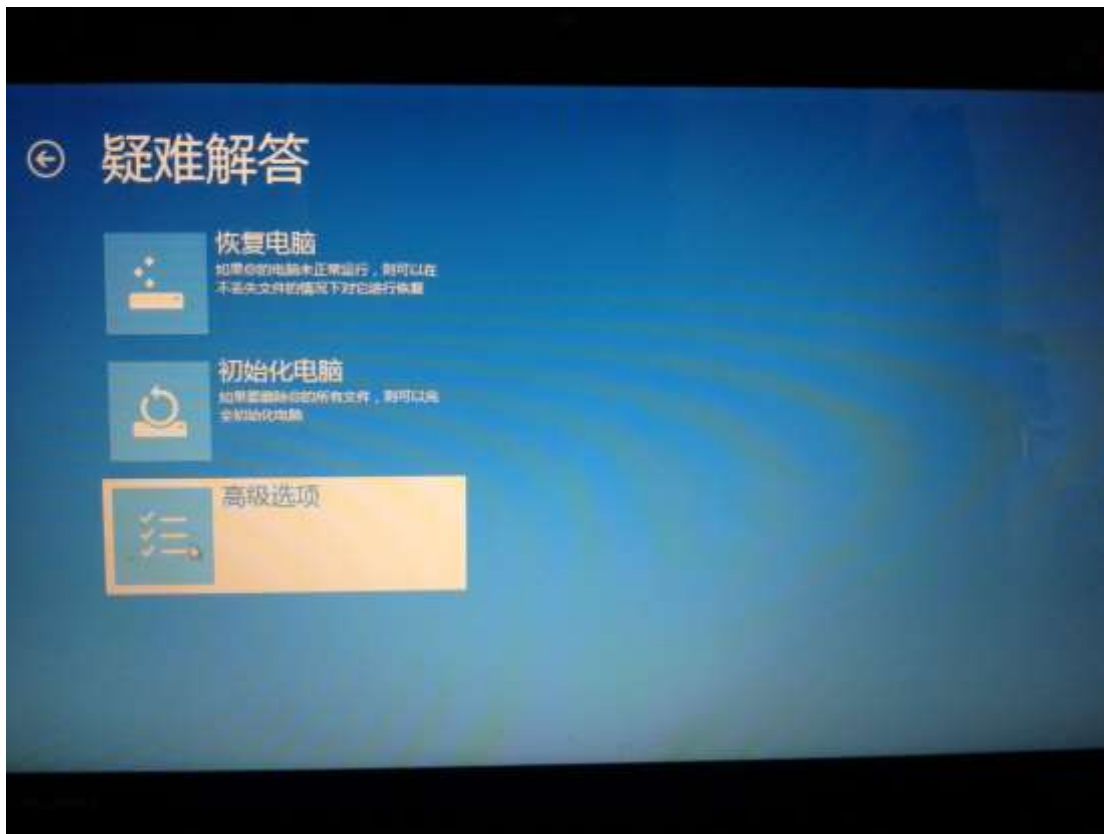 疑难解答
恢复电脑
如果你的电脑未正常运行，则可以在
不丢失文件的情况下对它进行恢复
初始化电脑
如果要删除你的所有文件，则可以完
全初始化电脑
高级选项